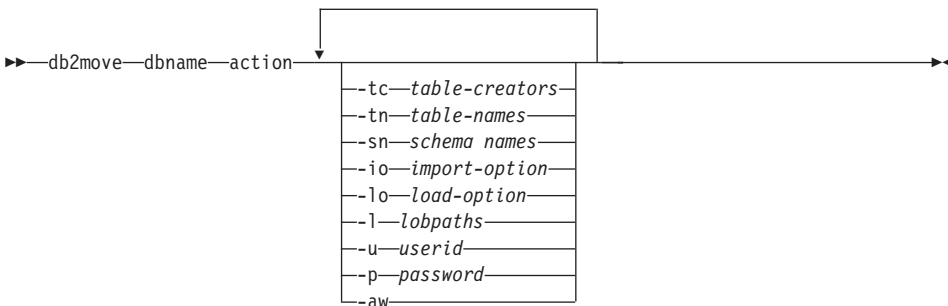 db2move dbname action
-tc table-creators
-tn table-names
-sn schema names
-io import-option
-lo load-option
-l lobpaths
-u userid
-p password
-aw